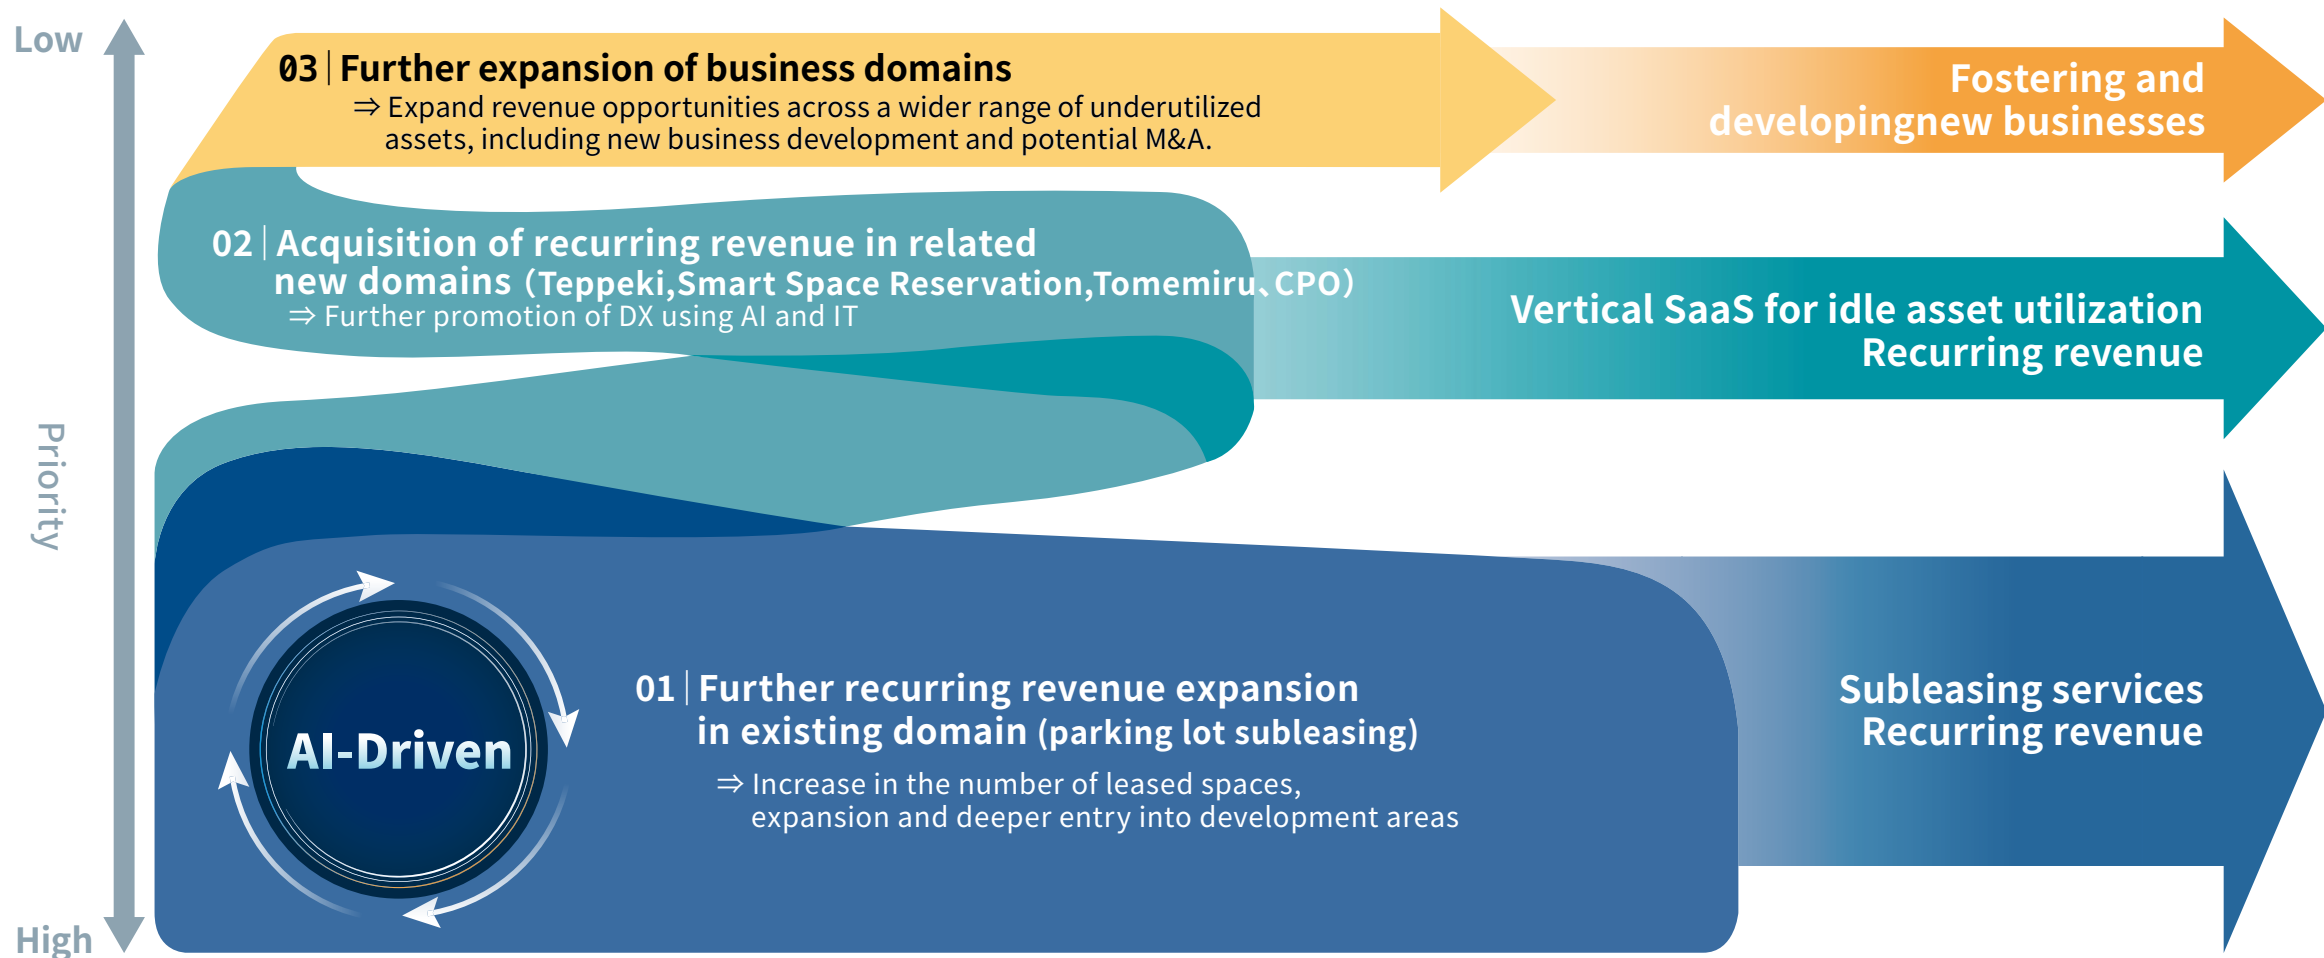 Low
03 Further expansion of business domains
⇒ Expand revenue opportunities across a wider range of underutilized
assets, including new business development and potential M&A.
Fostering and
developingnew businesses
02 Acquisition of recurring revenue in related
new domains（Teppeki,Smart Space Reservation,Tomemiru、CPO）
⇒ Further promotion of DX using AI and IT
Vertical SaaS for idle asset utilization
Recurring revenue
Priority
AI-Driven
01 Further recurring revenue expansion
in existing domain (parking lot subleasing)
⇒ Increase in the number of leased spaces,
expansion and deeper entry into development areas
Subleasing services
Recurring revenue
High